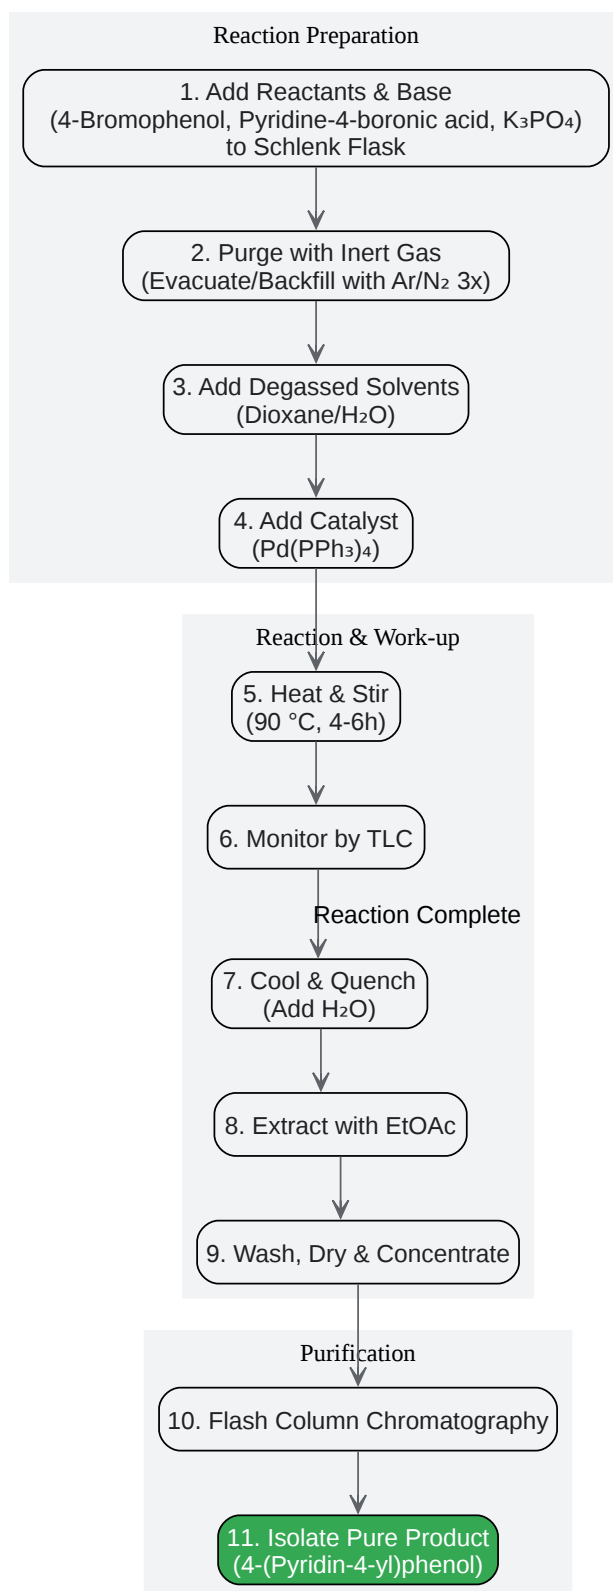 Reaction Preparation
1. Add Reactants & Base
(4-Bromophenol, Pyridine-4-boronic acid, K₃PO₄)
to Schlenk Flask
2. Purge with Inert Gas
(Evacuate/Backfill with Ar/N₂ 3x)
3. Add Degassed Solvents
(Dioxane/H₂O)
4. Add Catalyst
(Pd(PPh₃)₄)
Reaction & Work-up
5. Heat & Stir
(90 °C, 4-6h)
6. Monitor by TLC
Reaction Complete
7. Cool & Quench
(Add H₂O)
8. Extract with EtOAc
9. Wash, Dry & Concentrate
Purification
10. Flash Column Chromatography
11. Isolate Pure Product
(4-(Pyridin-4-yl)phenol)